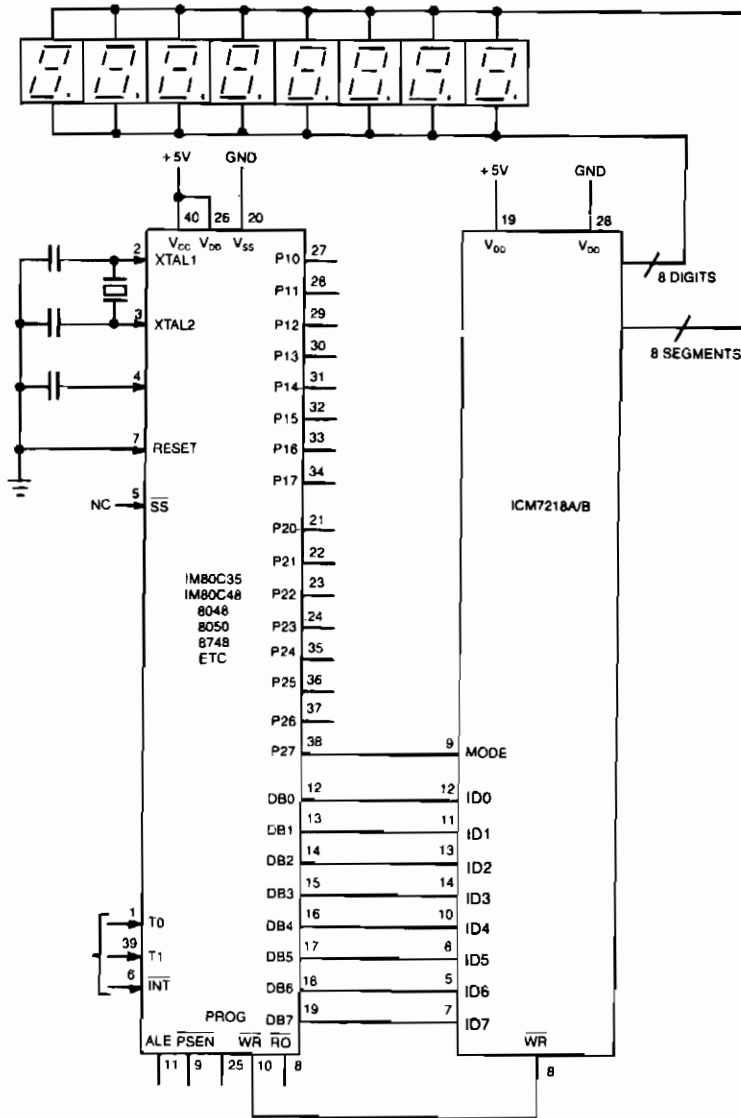 +5V GND
40 26 20
VCC VDD VSS
2 XTAL1
3 XTAL2
4
7 RESET
NC 5 SS
IM80C35
IM80C48
8048
8050
8748
ETC
1 T0
39 T1
6 INT
P10 27
P11 28
P12 29
P13 30
P14 31
P15 32
P16 33
P17 34
P20 21
P21 22
P22 23
P23 24
P24 35
P25 36
P26 37
P27 38
DB0 12
DB1 13
DB2 14
DB3 15
DB4 16
DB5 17
DB6 18
DB7 19
PROG
ALE PSEN WR RO
11 9 25 10 8
+5V GND
19 28
VDD VDD
8 DIGITS
8 SEGMENTS
ICM7218A/B
9 MODE
12 ID0
11 ID1
13 ID2
14 ID3
10 ID4
6 ID5
5 ID6
7 ID7
WR
8